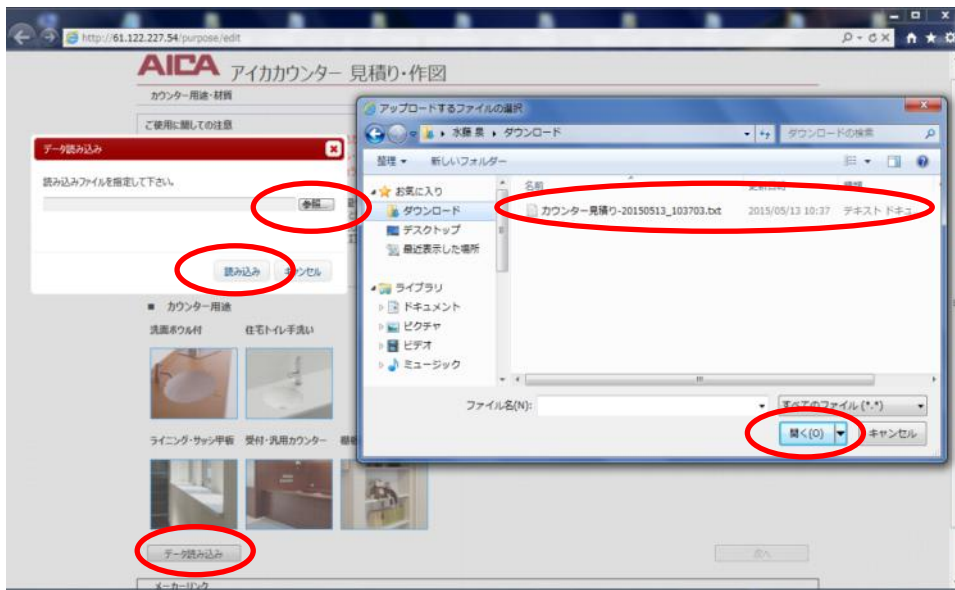 http://61.122.227.54/purpose/edit
AICA アイカカウンター 見積り・作図
カウンター用途・材質
ご使用に関しての注意
データ読み込み
読み込みファイルを指定して下さい。
参照...
読み込み キャンセル
■ カウンター用途
洗面ボウル付 住宅トイレ手洗い
ライニング・サッシ甲板 受付・汎用カウンター
データ読み込み
次へ
メーカーリンク
アップロードするファイルの選択
水藤 泉 ▸ ダウンロード
ダウンロードの検索
整理 ▾ 新しいフォルダー
お気に入り
ダウンロード
デスクトップ
最近表示した場所
ライブラリ
ドキュメント
ピクチャ
ビデオ
ミュージック
名前 更新日時 種類
カウンター見積り-20150513_103703.txt 2015/05/13 10:37 テキスト ドキュ...
ファイル名(N):
すべてのファイル (*.*)
開く(O) キャンセル